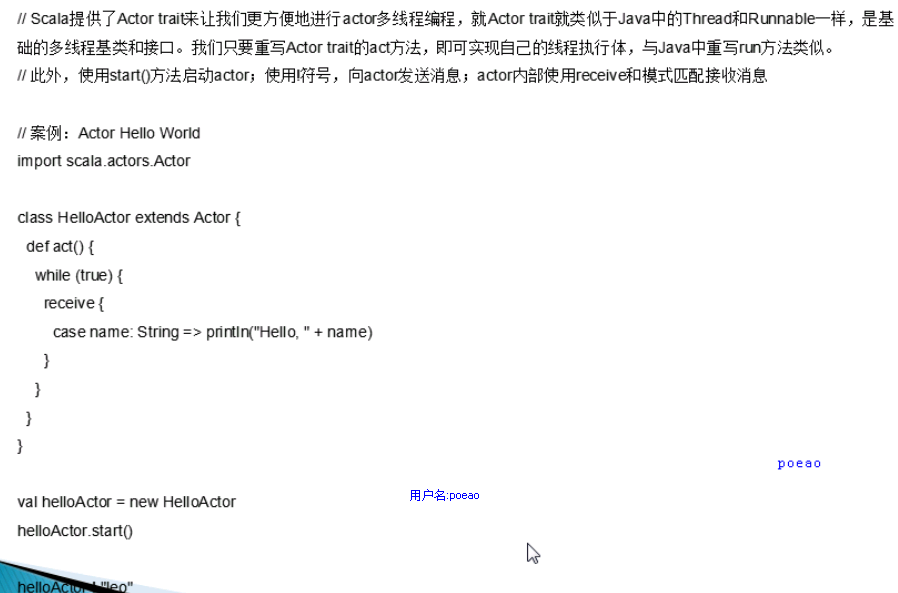 // Scala提供了Actor trait来让我们更方便地进行actor多线程编程，就Actor trait就类似于Java中的Thread和Runnable一样，是基
础的多线程基类和接口。我们只要重写Actor trait的act方法，即可实现自己的线程执行体，与Java中重写run方法类似。
// 此外，使用start()方法启动actor；使用!符号，向actor发送消息；actor内部使用receive和模式匹配接收消息
// 案例：Actor Hello World
import scala.actors.Actor
class HelloActor extends Actor {
def act() {
while (true) {
receive {
case name: String => println("Hello, " + name)
}
}
}
}
poeao
用户名:poeao
val helloActor = new HelloActor
helloActor.start()
helloActor ! "leo"